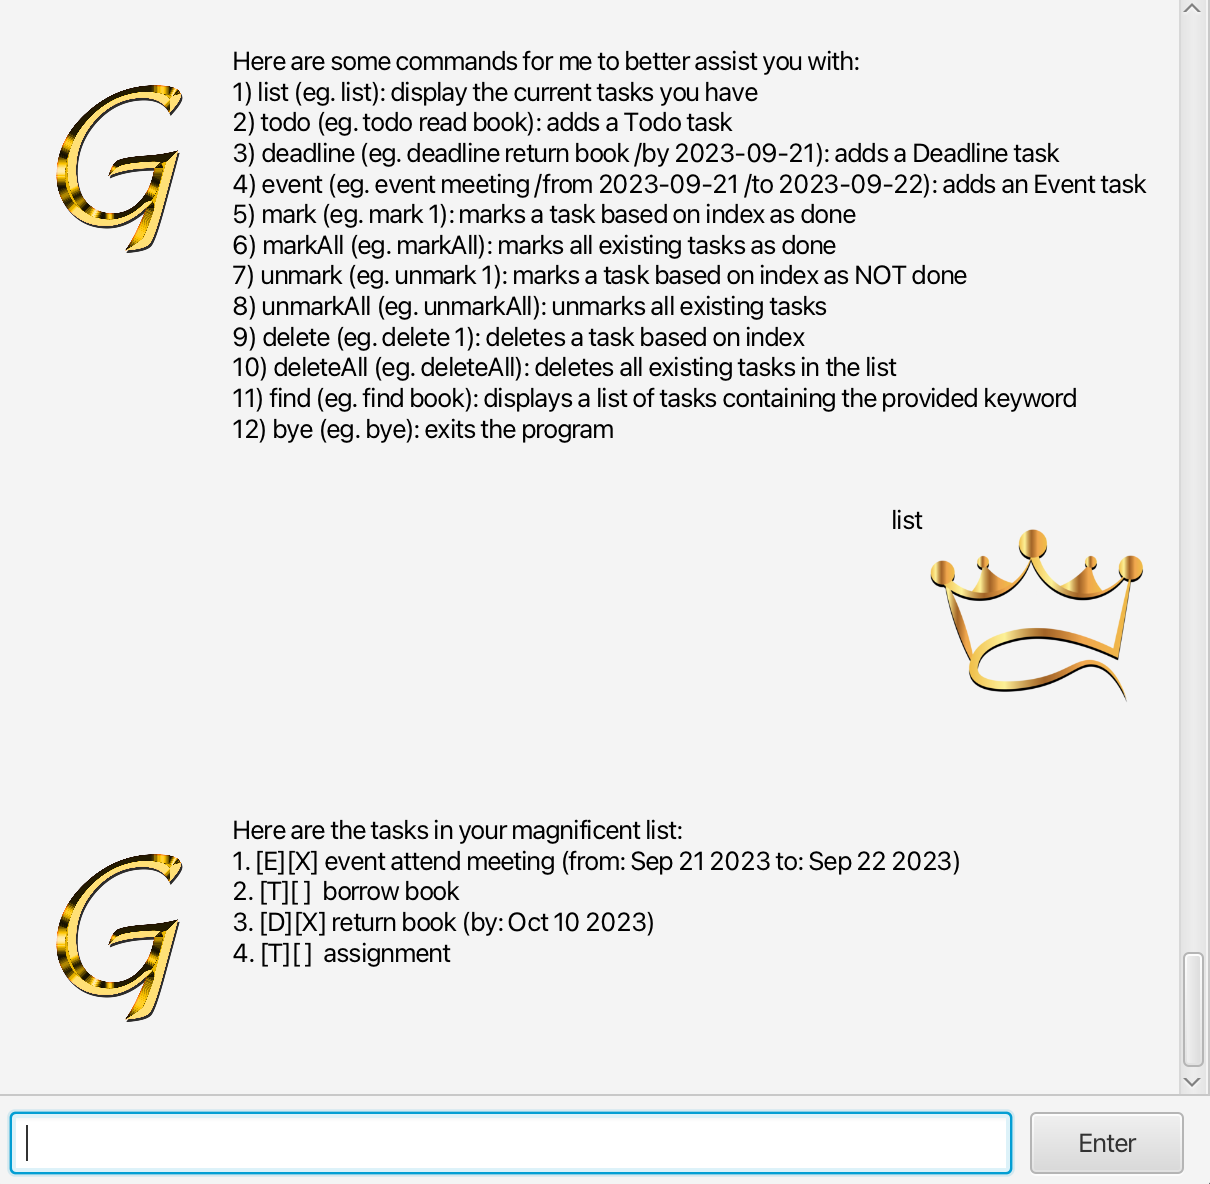 Here are some commands for me to better assist you with:
1) list (eg. list): display the current tasks you have
2) todo (eg. todo read book): adds a Todo task
3) deadline (eg. deadline return book /by 2023-09-21): adds a Deadline task
4) event (eg. event meeting /from 2023-09-21 /to 2023-09-22): adds an Event task
5) mark (eg. mark 1): marks a task based on index as done
6) markAll (eg. markAll): marks all existing tasks as done
7) unmark (eg. unmark 1): marks a task based on index as NOT done
8) unmarkAll (eg. unmarkAll): unmarks all existing tasks
9) delete (eg. delete 1): deletes a task based on index
10) deleteAll (eg. deleteAll): deletes all existing tasks in the list
11) find (eg. find book): displays a list of tasks containing the provided keyword
12) bye (eg. bye): exits the program
G
list
Here are the tasks in your magnificent list:
1. [E][X] event attend meeting (from: Sep 21 2023 to: Sep 22 2023)
2. [T][ ]  borrow book
3. [D][X] return book (by: Oct 10 2023)
4. [T][ ]  assignment
G
Enter